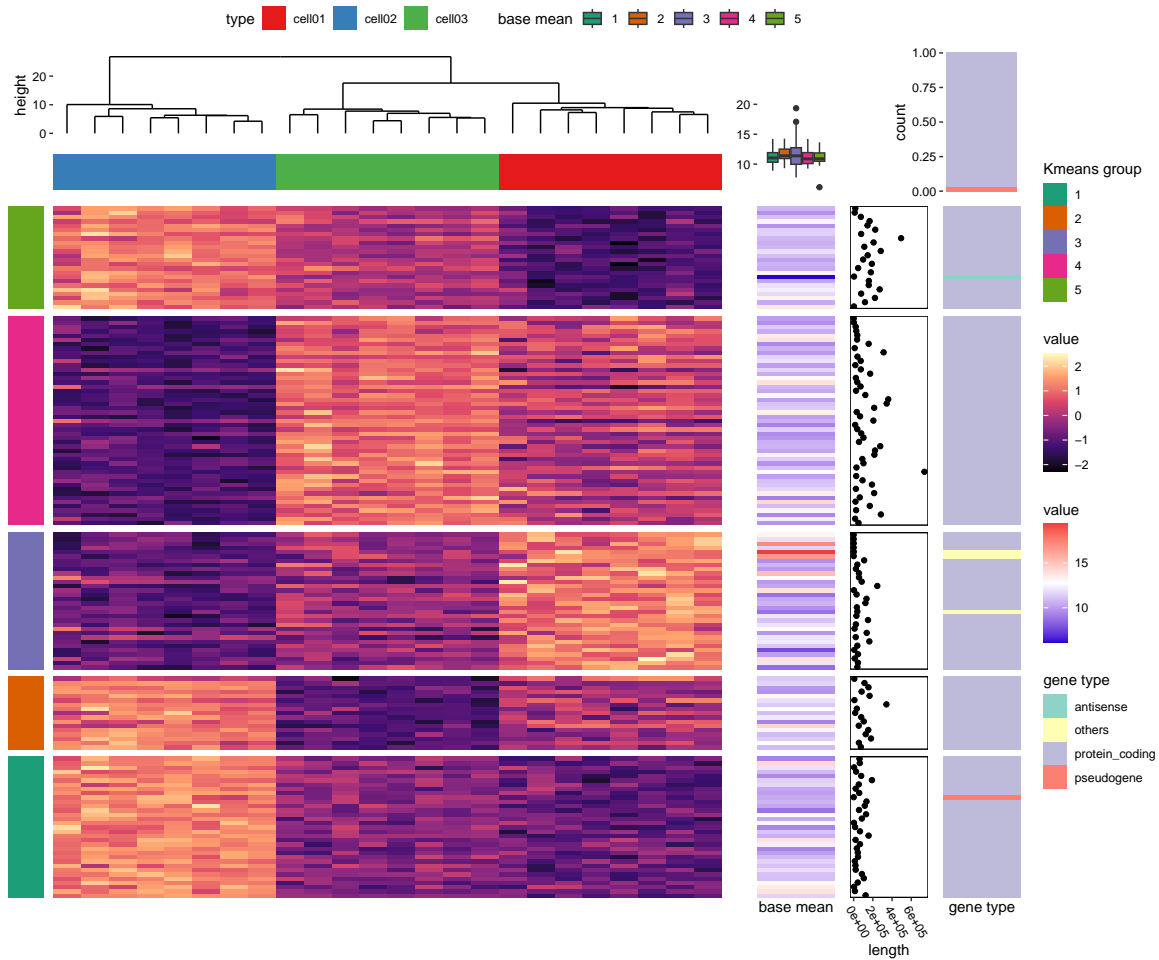 type cell01 cell02 cell03 base mean 1 2 3 4 5
height
20
10
0
20
15
10
count
1.00
0.75
0.50
0.25
0.00
Kmeans group
1
2
3
4
5
value
2
1
0
−1
−2
value
15
10
gene type
antisense
others
protein_coding
pseudogene
base mean
0e+00
2e+05
4e+05
6e+05
length
gene type